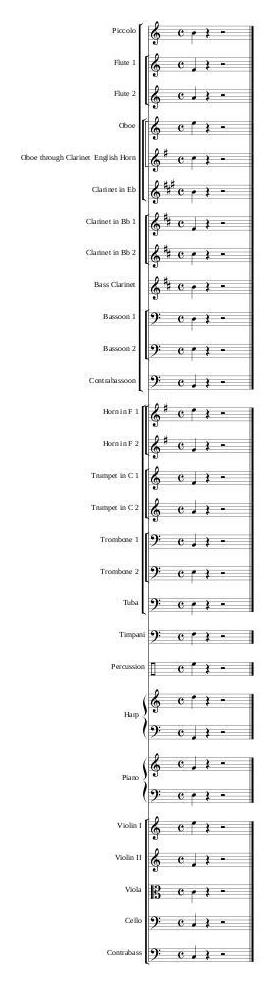 Piccolo
Flute 1
Flute 2
Oboe
Oboe through Clarinet English Horn
Clarinet in Eb
Clarinet in Bb 1
Clarinet in Bb 2
Bass Clarinet
Bassoon 1
Bassoon 2
Contrabassoon
Horn in F 1
Horn in F 2
Trumpet in C 1
Trumpet in C 2
Trombone 1
Trombone 2
Tuba
Timpani
Percussion
Harp
Piano
Violin I
Violin II
Viola
Cello
Contrabass